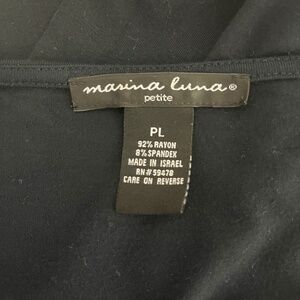 marina luna®
petite
PL
92% RAYON
8% SPANDEX
MADE IN ISRAEL
RN# 59478
CARE ON REVERSE